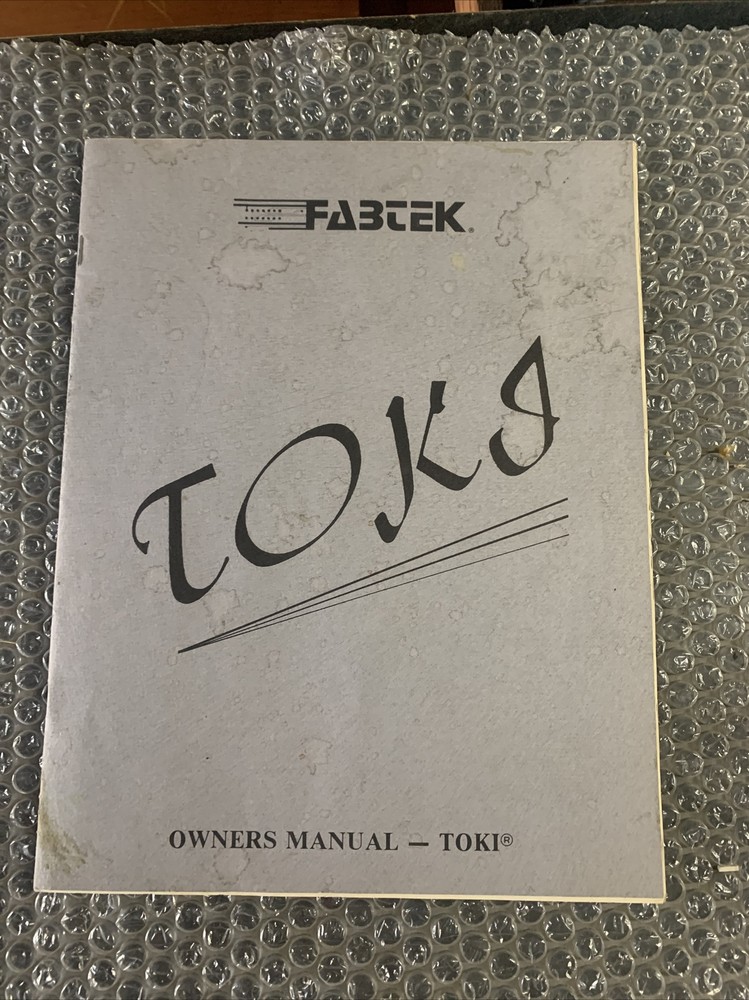 FABTEK®
TOKI
OWNERS MANUAL — TOKI®